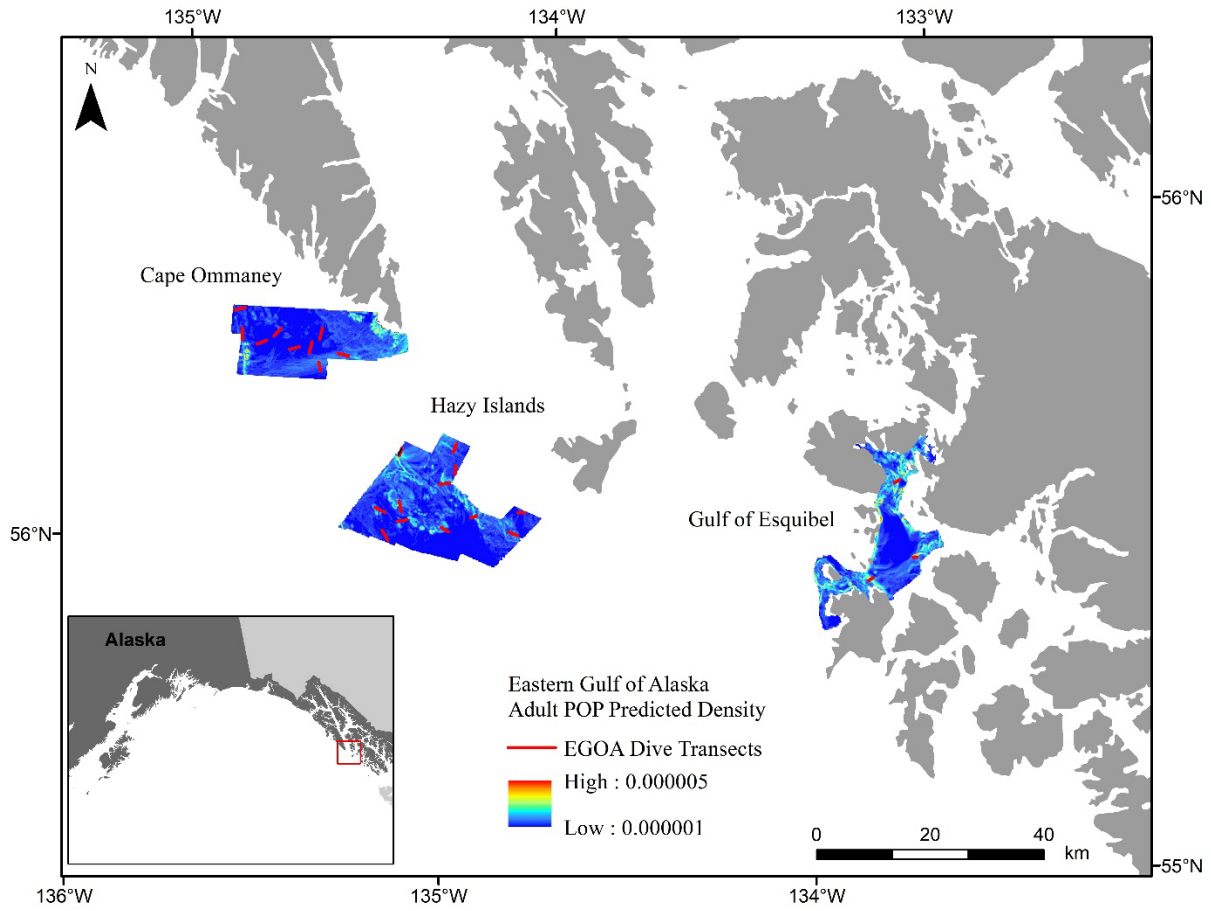 135°W
134°W
133°W
N
56°N
Cape Ommaney
Hazy Islands
Gulf of Esquibel
56°N
Alaska
Eastern Gulf of Alaska
Adult POP Predicted Density
EGOA Dive Transects
High : 0.000005
Low : 0.000001
0 20 40
km
55°N
136°W
135°W
134°W